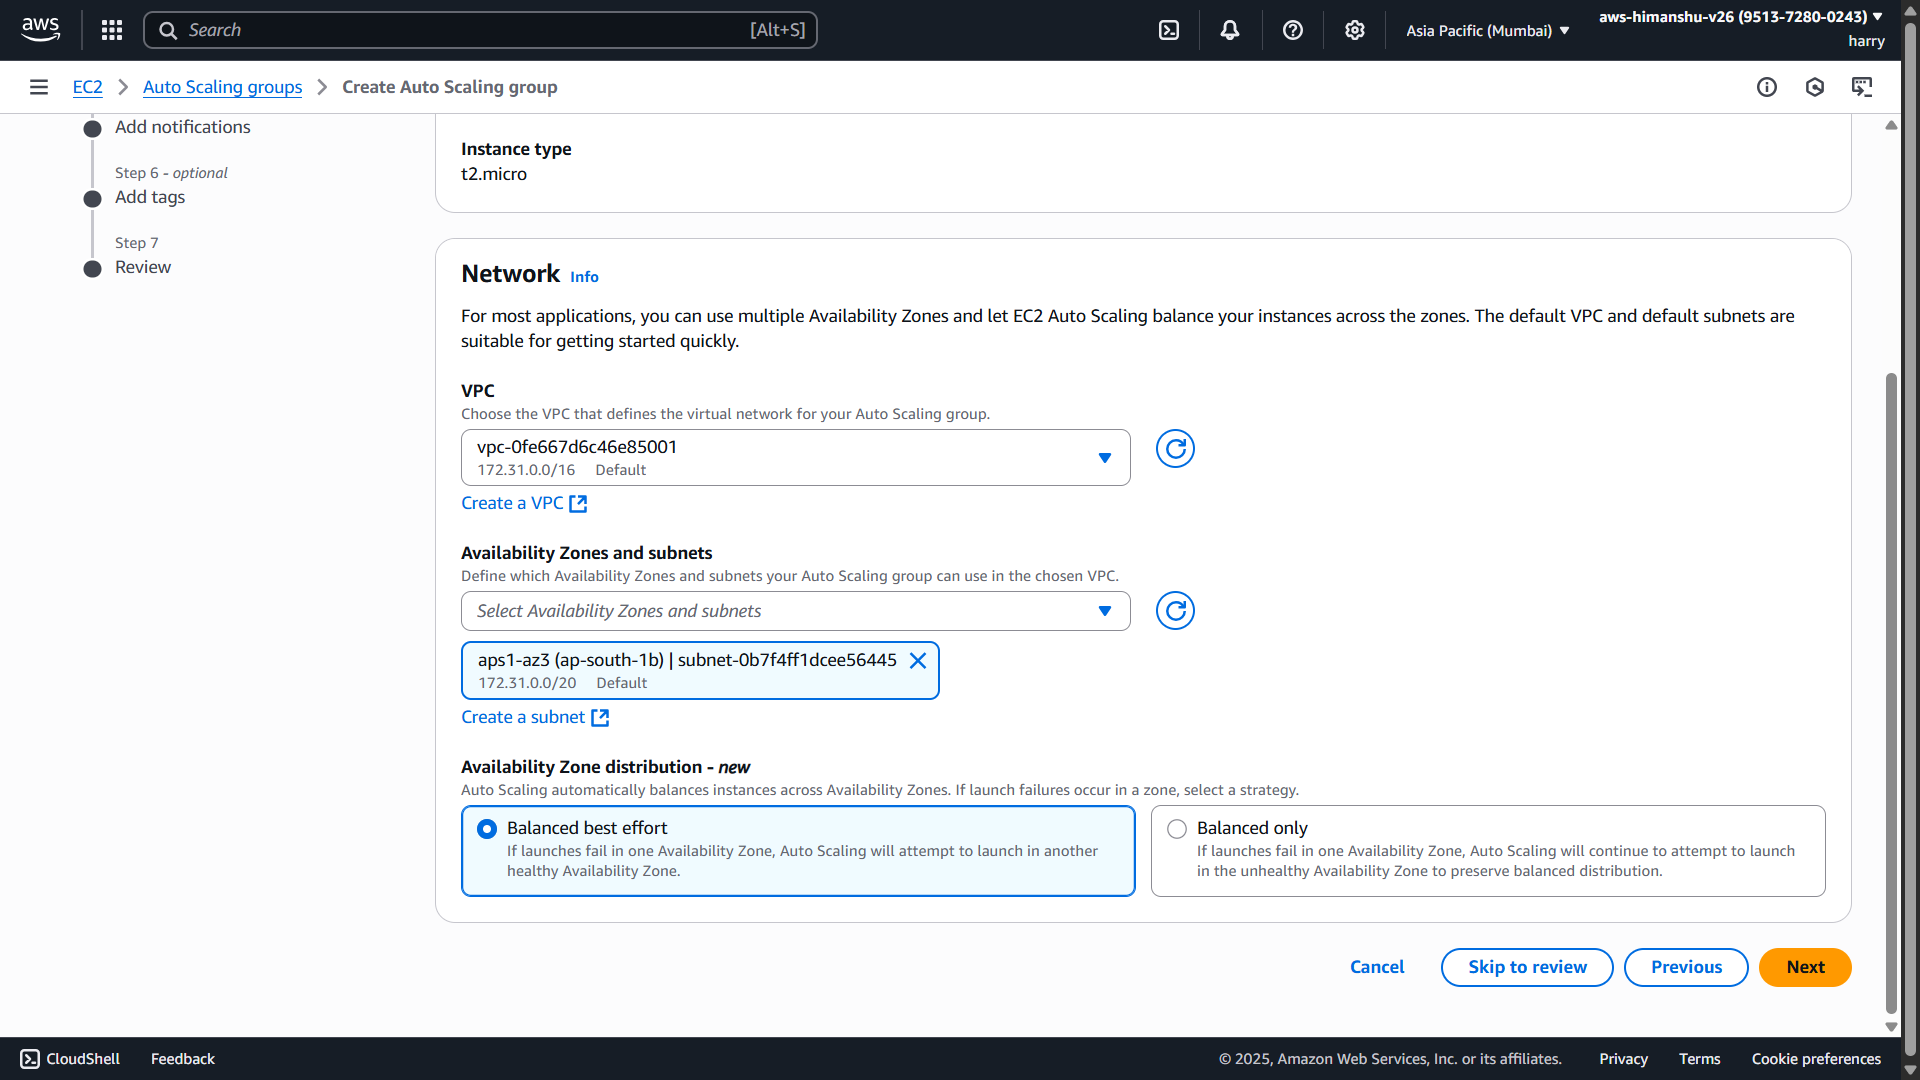 aws
Search
[Alt+S]
Asia Pacific (Mumbai)
aws-himanshu-v26 (9513-7280-0243)
harry
EC2
Auto Scaling groups
Create Auto Scaling group
Add notifications
Step 6 - optional
Add tags
Step 7
Review
Instance type
t2.micro
Network Info
For most applications, you can use multiple Availability Zones and let EC2 Auto Scaling balance your instances across the zones. The default VPC and default subnets are
suitable for getting started quickly.
VPC
Choose the VPC that defines the virtual network for your Auto Scaling group.
vpc-0fe667d6c46e85001
172.31.0.0/16 Default
Create a VPC
Availability Zones and subnets
Define which Availability Zones and subnets your Auto Scaling group can use in the chosen VPC.
Select Availability Zones and subnets
aps1-az3 (ap-south-1b) | subnet-0b7f4ff1dcee56445
172.31.0.0/20 Default
Create a subnet
Availability Zone distribution - new
Auto Scaling automatically balances instances across Availability Zones. If launch failures occur in a zone, select a strategy.
Balanced best effort
If launches fail in one Availability Zone, Auto Scaling will attempt to launch in another
healthy Availability Zone.
Balanced only
If launches fail in one Availability Zone, Auto Scaling will continue to attempt to launch
in the unhealthy Availability Zone to preserve balanced distribution.
Cancel
Skip to review
Previous
Next
CloudShell
Feedback
© 2025, Amazon Web Services, Inc. or its affiliates.
Privacy
Terms
Cookie preferences